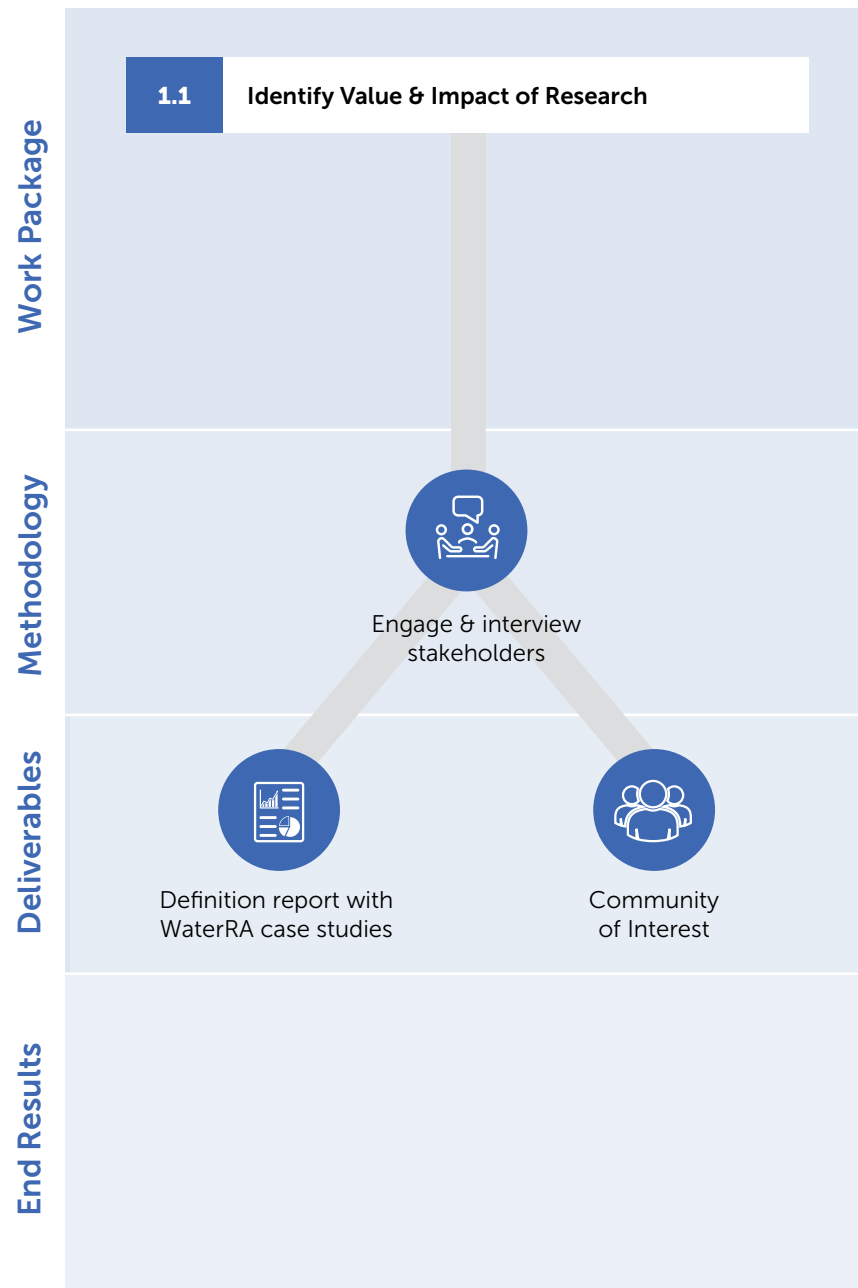 Work Package
1.1 Identify Value & Impact of Research
Methodology
Engage & interview
stakeholders
Deliverables
Definition report with
WaterRA case studies
Community
of Interest
End Results